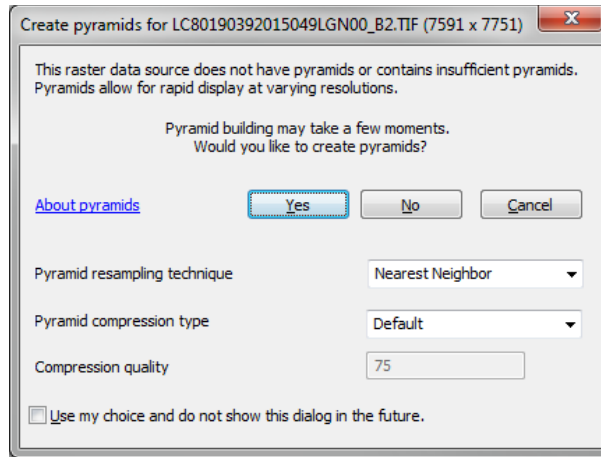 Create pyramids for LC80190392015049LGN00_B2.TIF (7591 x 7751)
This raster data source does not have pyramids or contains insufficient pyramids.
Pyramids allow for rapid display at varying resolutions.
Pyramid building may take a few moments.
Would you like to create pyramids?
About pyramids Yes No Cancel
Pyramid resampling technique Nearest Neighbor
Pyramid compression type Default
Compression quality 75
Use my choice and do not show this dialog in the future.